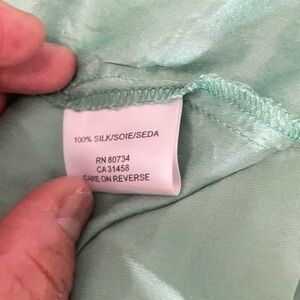 100% SILK/SOIE/SEDA
RN 80734
CA 31458
CARE ON REVERSE